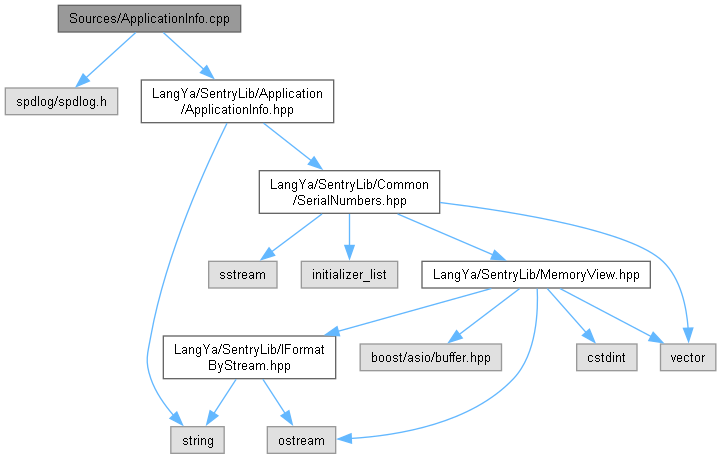 Sources/ApplicationInfo.cpp
spdlog/spdlog.h
LangYa/SentryLib/Application
/ApplicationInfo.hpp
LangYa/SentryLib/Common
/SerialNumbers.hpp
sstream
initializer_list
LangYa/SentryLib/MemoryView.hpp
LangYa/SentryLib/IFormat
ByStream.hpp
boost/asio/buffer.hpp
cstdint
vector
string
ostream